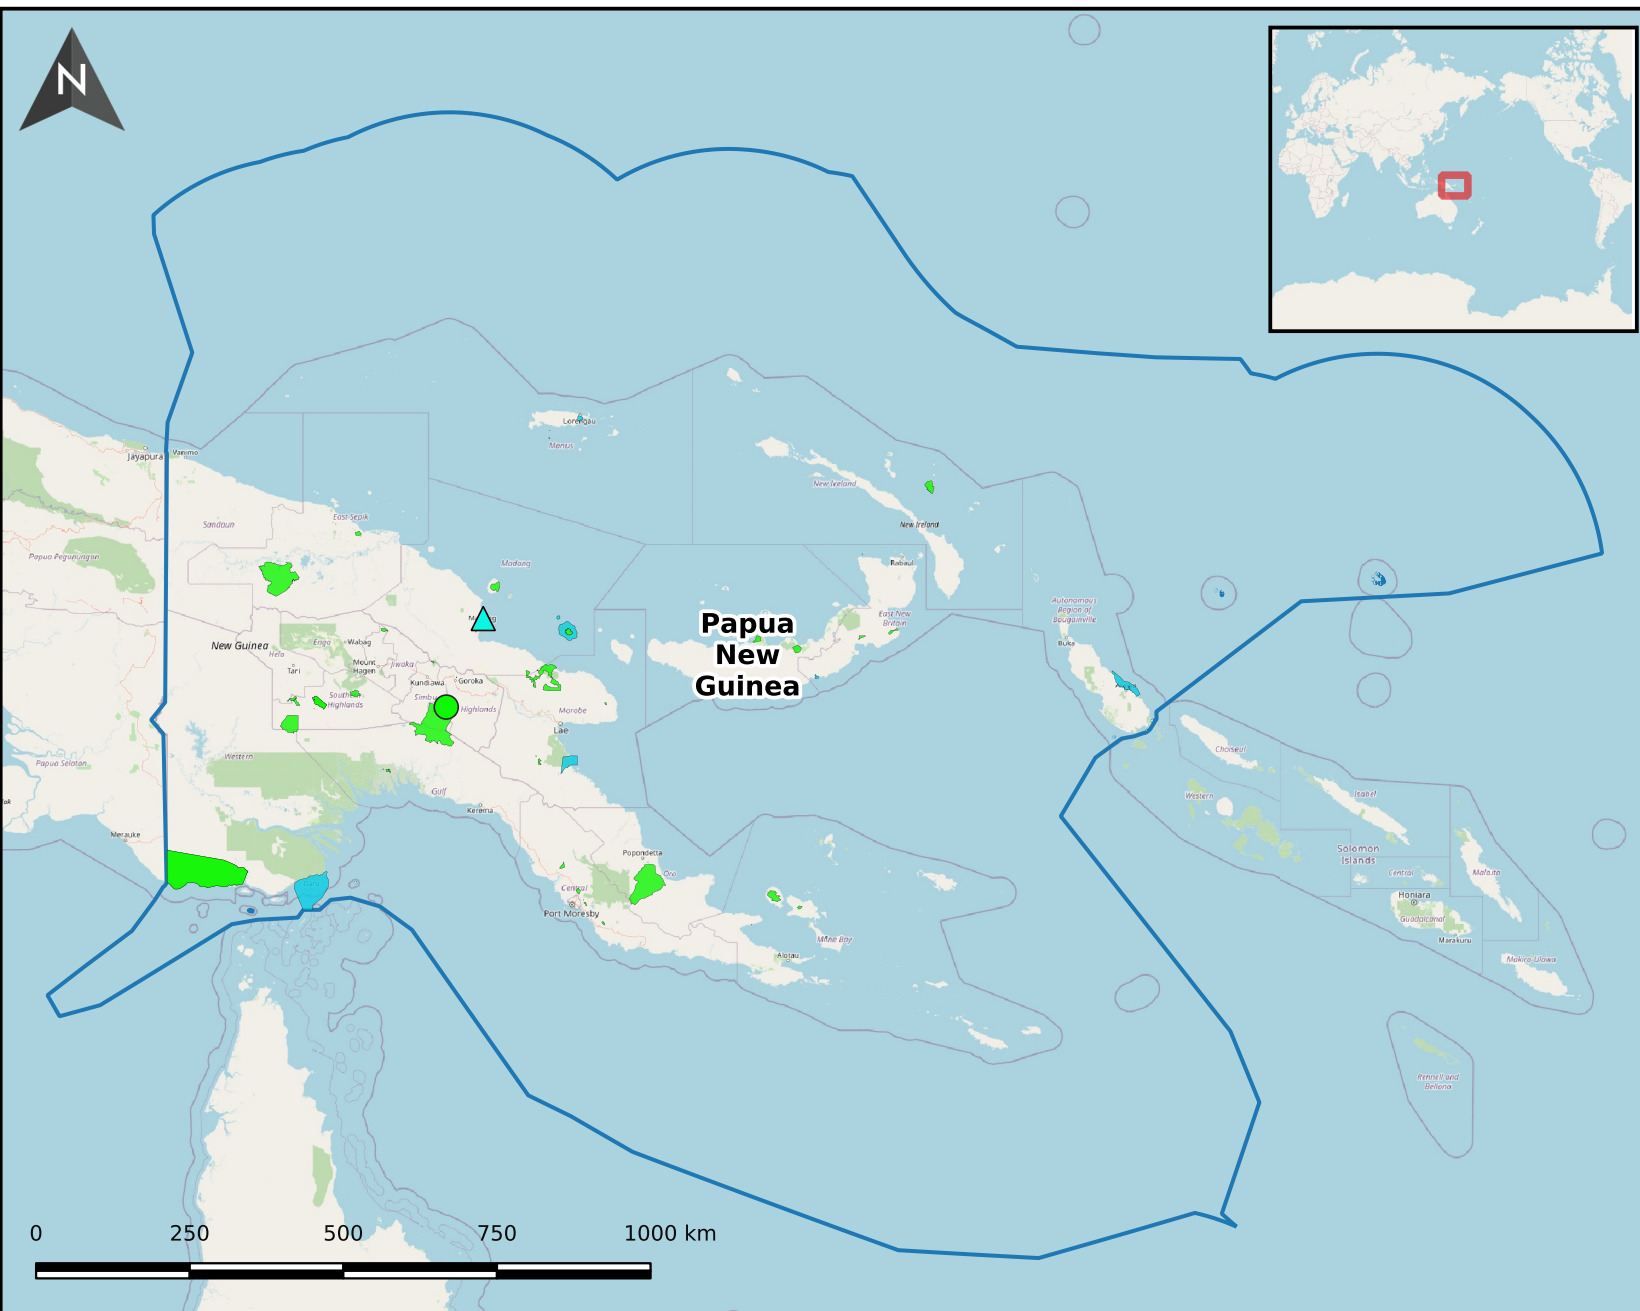 N
Lorengau
Manus
Jayapura
Vanimo
New Ireland
Sandaun
East Sepik
New Ireland
Papua Pegunungan
Madang
Rabaul
Autonomous
Region of
Bougainville
East New
Britain
Papua
New
Guinea
New Guinea
Enga
Wabag
Hela
Mount
Hagen
Jiwaka
Tari
Kundiawa
Goroka
Buka
Simbu
Highlands
Southern
Highlands
Morobe
Lae
Choiseul
Western
Papua Selatan
Gulf
Kerema
Western
Isabel
Merauke
Solomon
Islands
Popondetta
Oro
Central
Malaita
Central
Port Moresby
Honiara
Guadalcanal
Milne Bay
Marakuru
Alotau
Makira-Ulawa
Rennell and
Bellona
0 250 500 750 1000 km